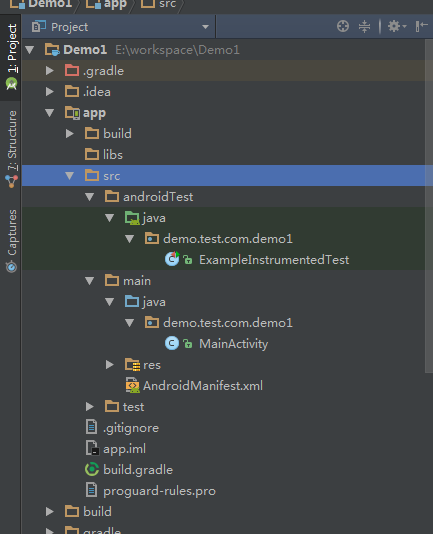 Demo1 app src
Project
Demo1 E:\workspace\Demo1
.gradle
.idea
app
build
libs
src
androidTest
java
demo.test.com.demo1
ExampleInstrumentedTest
main
java
demo.test.com.demo1
MainActivity
res
AndroidManifest.xml
test
.gitignore
app.iml
build.gradle
proguard-rules.pro
build
gradle
1: Project
7: Structure
Captures